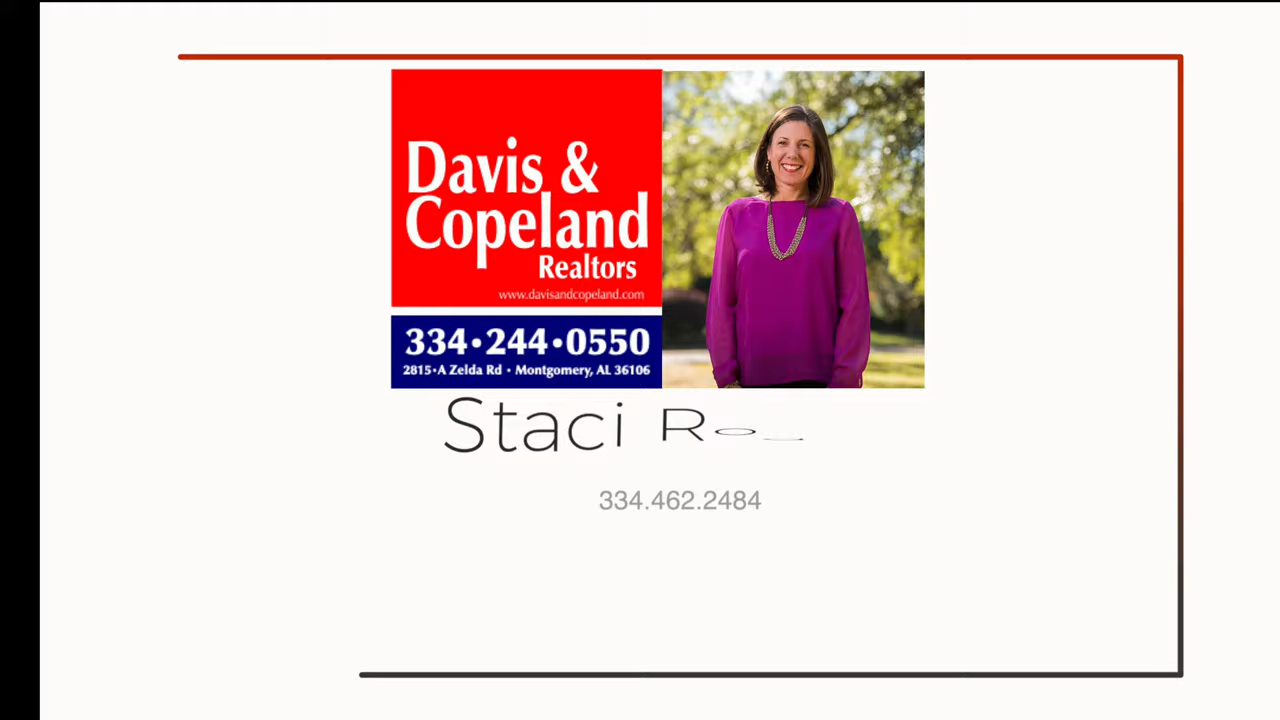 Davis &
Copeland
Realtors
www.davisandcopeland.com
334•244•0550
2815•A Zelda Rd • Montgomery, AL 36106
Staci
334.462.2484